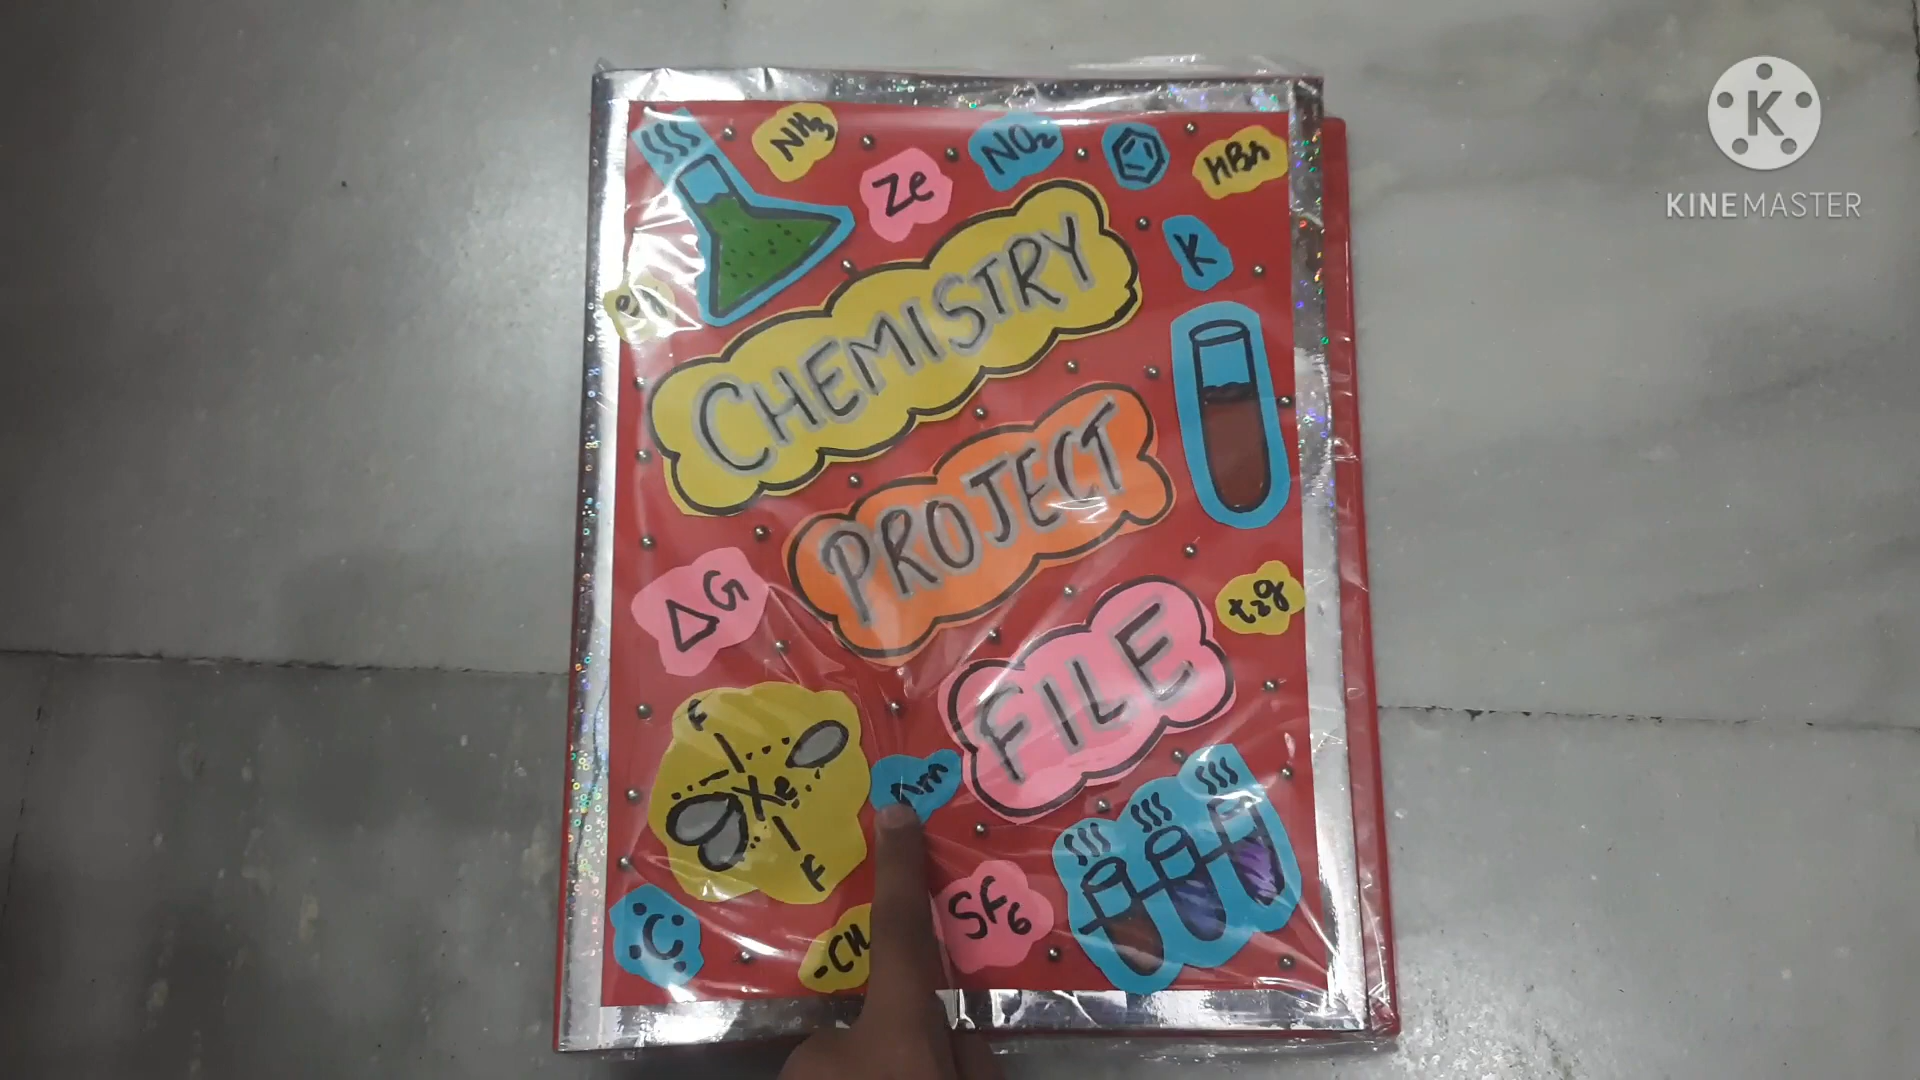 NH3
Ze
NO2
HBr
K
CHEMISTRY
PROJECT
FILE
ΔG
t2g
F
Xe
F
C
SF6
K
KINEMASTER